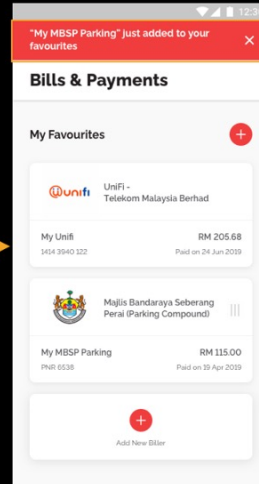 12:3
"My MBSP Parking" just added to your
favourites
Bills & Payments
My Favourites
unifi
UniFi -
Telekom Malaysia Berhad
My Unifi
RM 205.68
1414 3940 122
Paid on 24 Jun 2019
Majlis Bandaraya Seberang
Perai (Parking Compound)
My MBSP Parking
RM 115.00
PNR 6538
Paid on 19 Apr 2019
Add New Biller